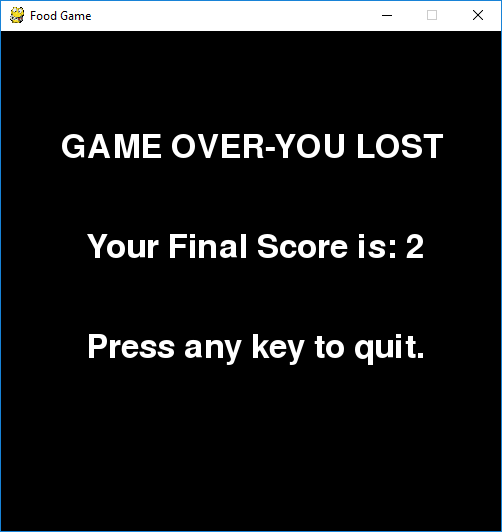 Food Game
GAME OVER-YOU LOST
Your Final Score is: 2
Press any key to quit.